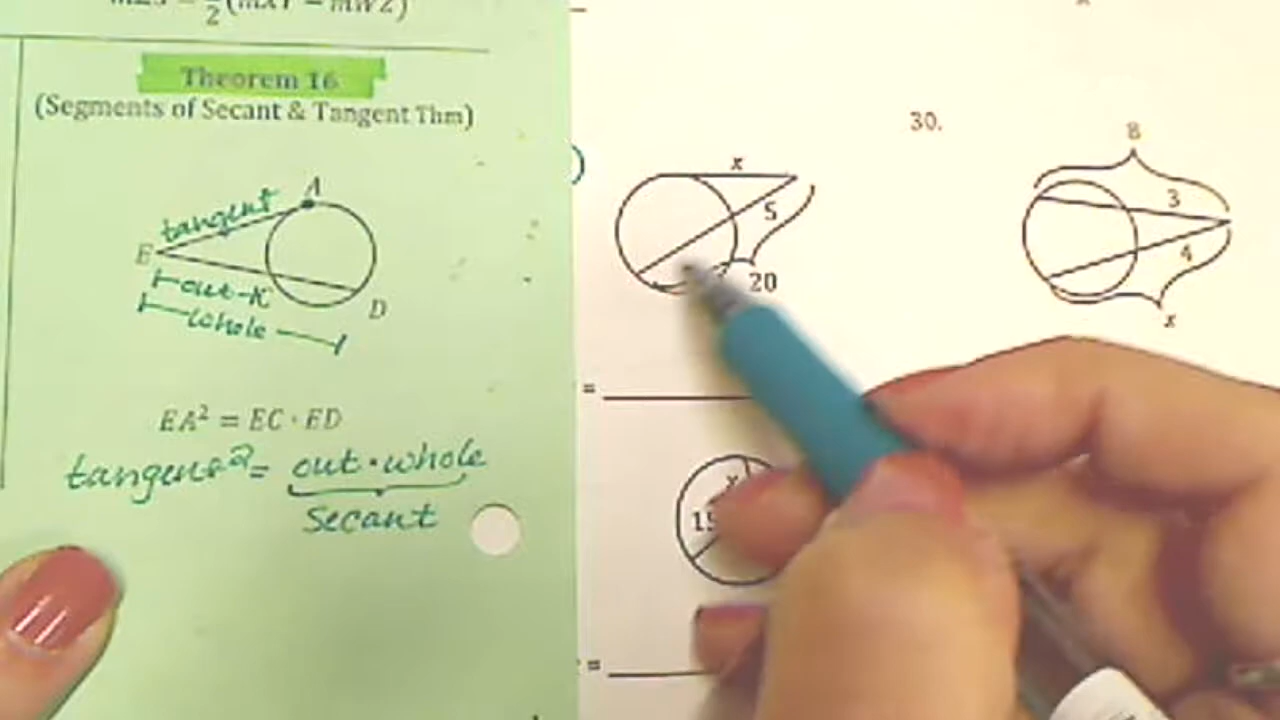 Theorem 16
(Segments of Secant & Tangent Thm)
A
tangent
E
out
whole
D
EA² = EC · ED
tangent² = out · whole
secant
x
5
20
=
30.
8
3
4
x
x
15
=